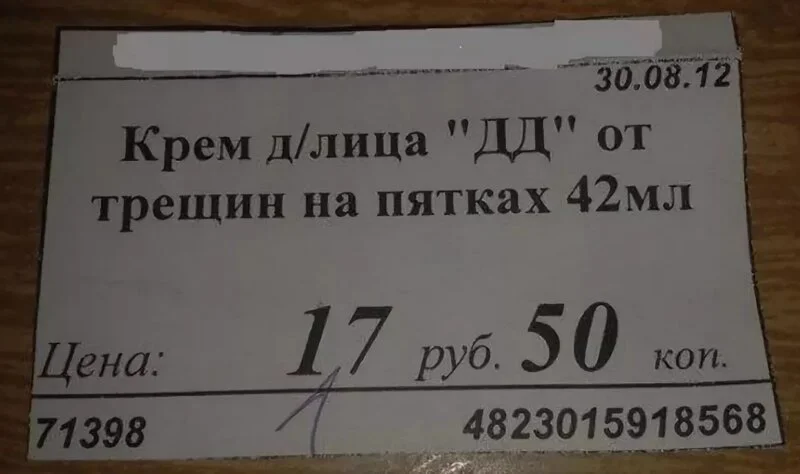 30.08.12
Крем д/лица "ДД" от
трещин на пятках 42мл
Цена: 17 руб. 50 коп.
71398 4823015918568